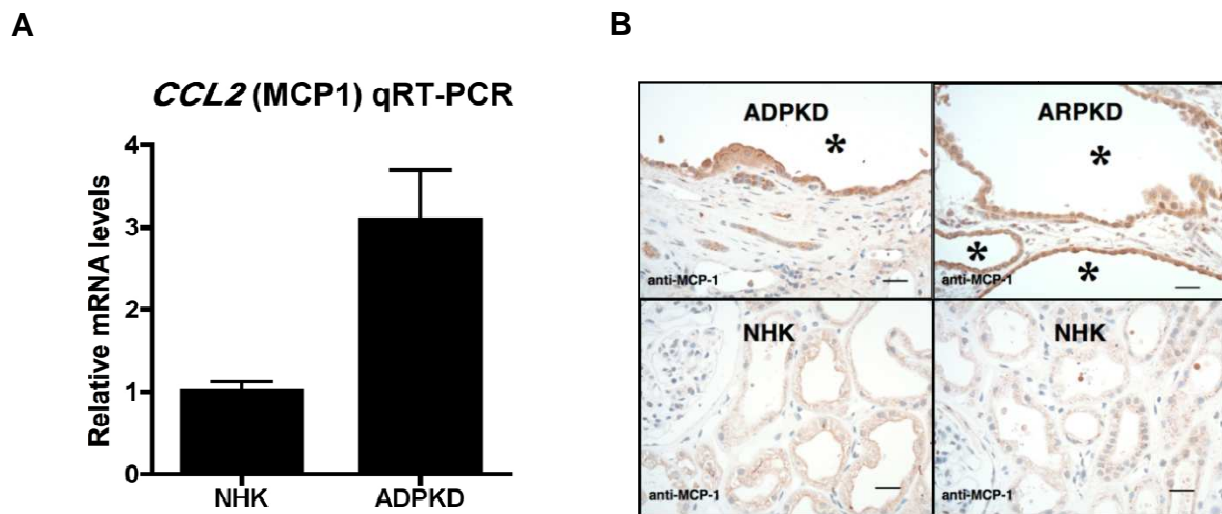 A
B
CCL2 (MCP1) qRT-PCR
Relative mRNA levels
4
3
2
1
0
NHK
ADPKD
ADPKD
*
anti-MCP-1
ARPKD
*
*
*
anti-MCP-1
NHK
anti-MCP-1
NHK
anti-MCP-1